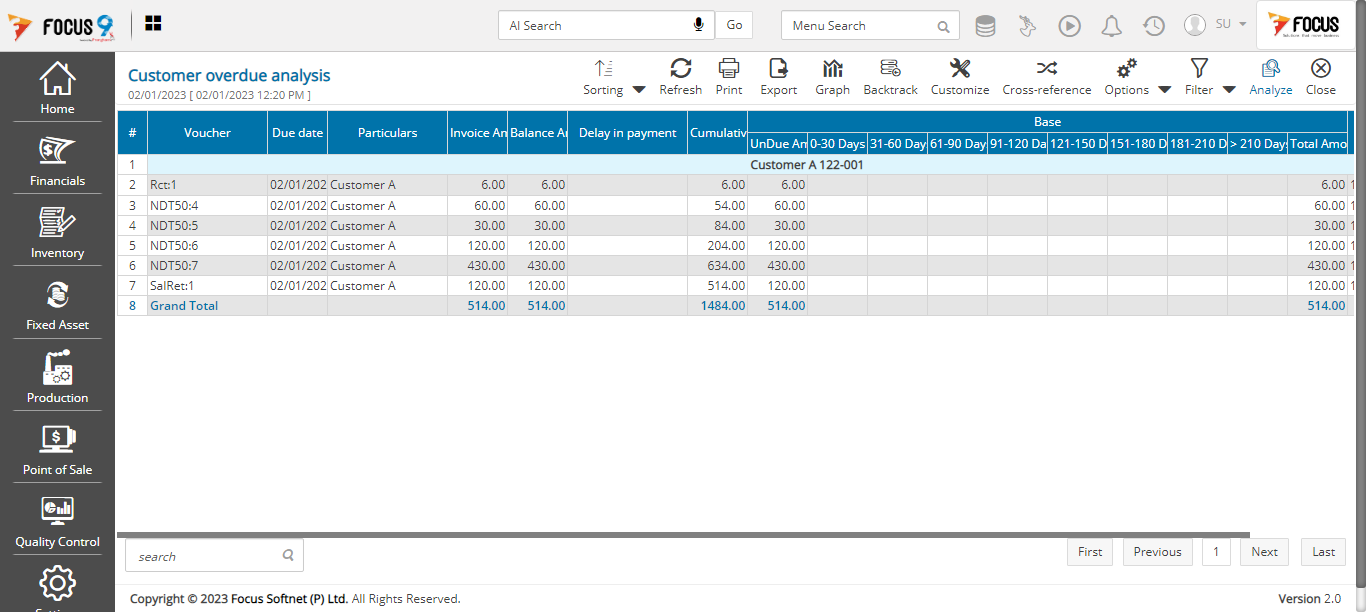 FOCUS 9 AI Search Go Menu Search SU FOCUS
Customer overdue analysis
02/01/2023 [ 02/01/2023 12:20 PM ]
Sorting Refresh Print Export Graph Backtrack Customize Cross-reference Options Filter Analyze Close
Home
Financials
Inventory
Fixed Asset
Production
Point of Sale
Quality Control
# Voucher Due date Particulars Invoice An Balance Ar Delay in payment Cumulativ Base
UnDue An 0-30 Days 31-60 Day 61-90 Day 91-120 Da 121-150 D 151-180 D 181-210 D > 210 Day Total Amo
1 Customer A 122-001
2 Rct:1 02/01/202 Customer A 6.00 6.00 6.00 6.00 6.00 1
3 NDT50:4 02/01/202 Customer A 60.00 60.00 54.00 60.00 60.00 1
4 NDT50:5 02/01/202 Customer A 30.00 30.00 84.00 30.00 30.00 1
5 NDT50:6 02/01/202 Customer A 120.00 120.00 204.00 120.00 120.00 1
6 NDT50:7 02/01/202 Customer A 430.00 430.00 634.00 430.00 430.00 1
7 SalRet:1 02/01/202 Customer A 120.00 120.00 514.00 120.00 120.00 1
8 Grand Total 514.00 514.00 1484.00 514.00 514.00
search First Previous 1 Next Last
Copyright © 2023 Focus Softnet (P) Ltd. All Rights Reserved. Version 2.0